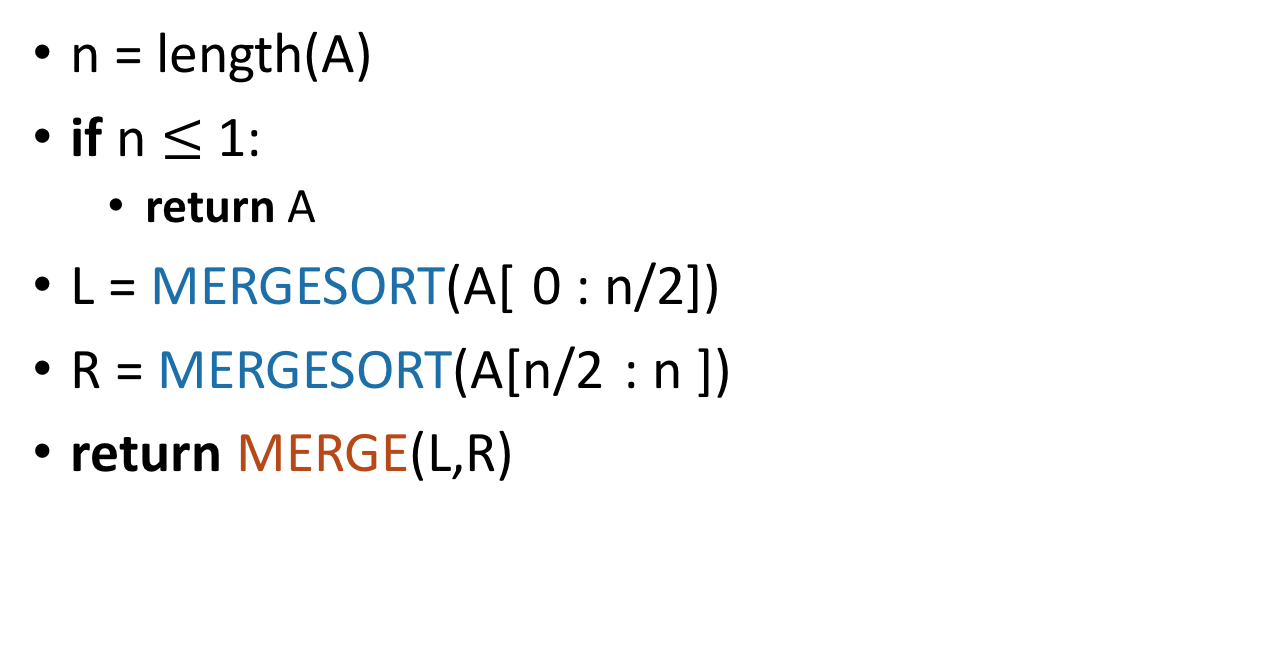 • n = length(A)
• if n ≤ 1:
• return A
• L = MERGESORT(A[ 0 : n/2])
• R = MERGESORT(A[n/2 : n ])
• return MERGE(L,R)